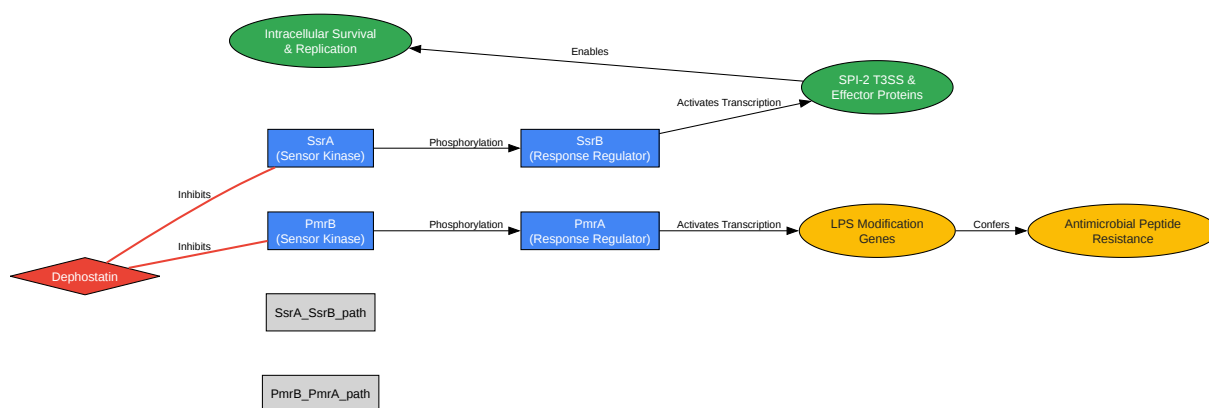 Intracellular Survival
& Replication
Enables
SPI-2 T3SS &
Effector Proteins
Activates Transcription
SsrA
(Sensor Kinase)
Phosphorylation
SsrB
(Response Regulator)
Inhibits
PmrB
(Sensor Kinase)
Phosphorylation
PmrA
(Response Regulator)
Activates Transcription
LPS Modification
Genes
Confers
Antimicrobial Peptide
Resistance
Inhibits
Dephostatin
SsrA_SsrB_path
PmrB_PmrA_path